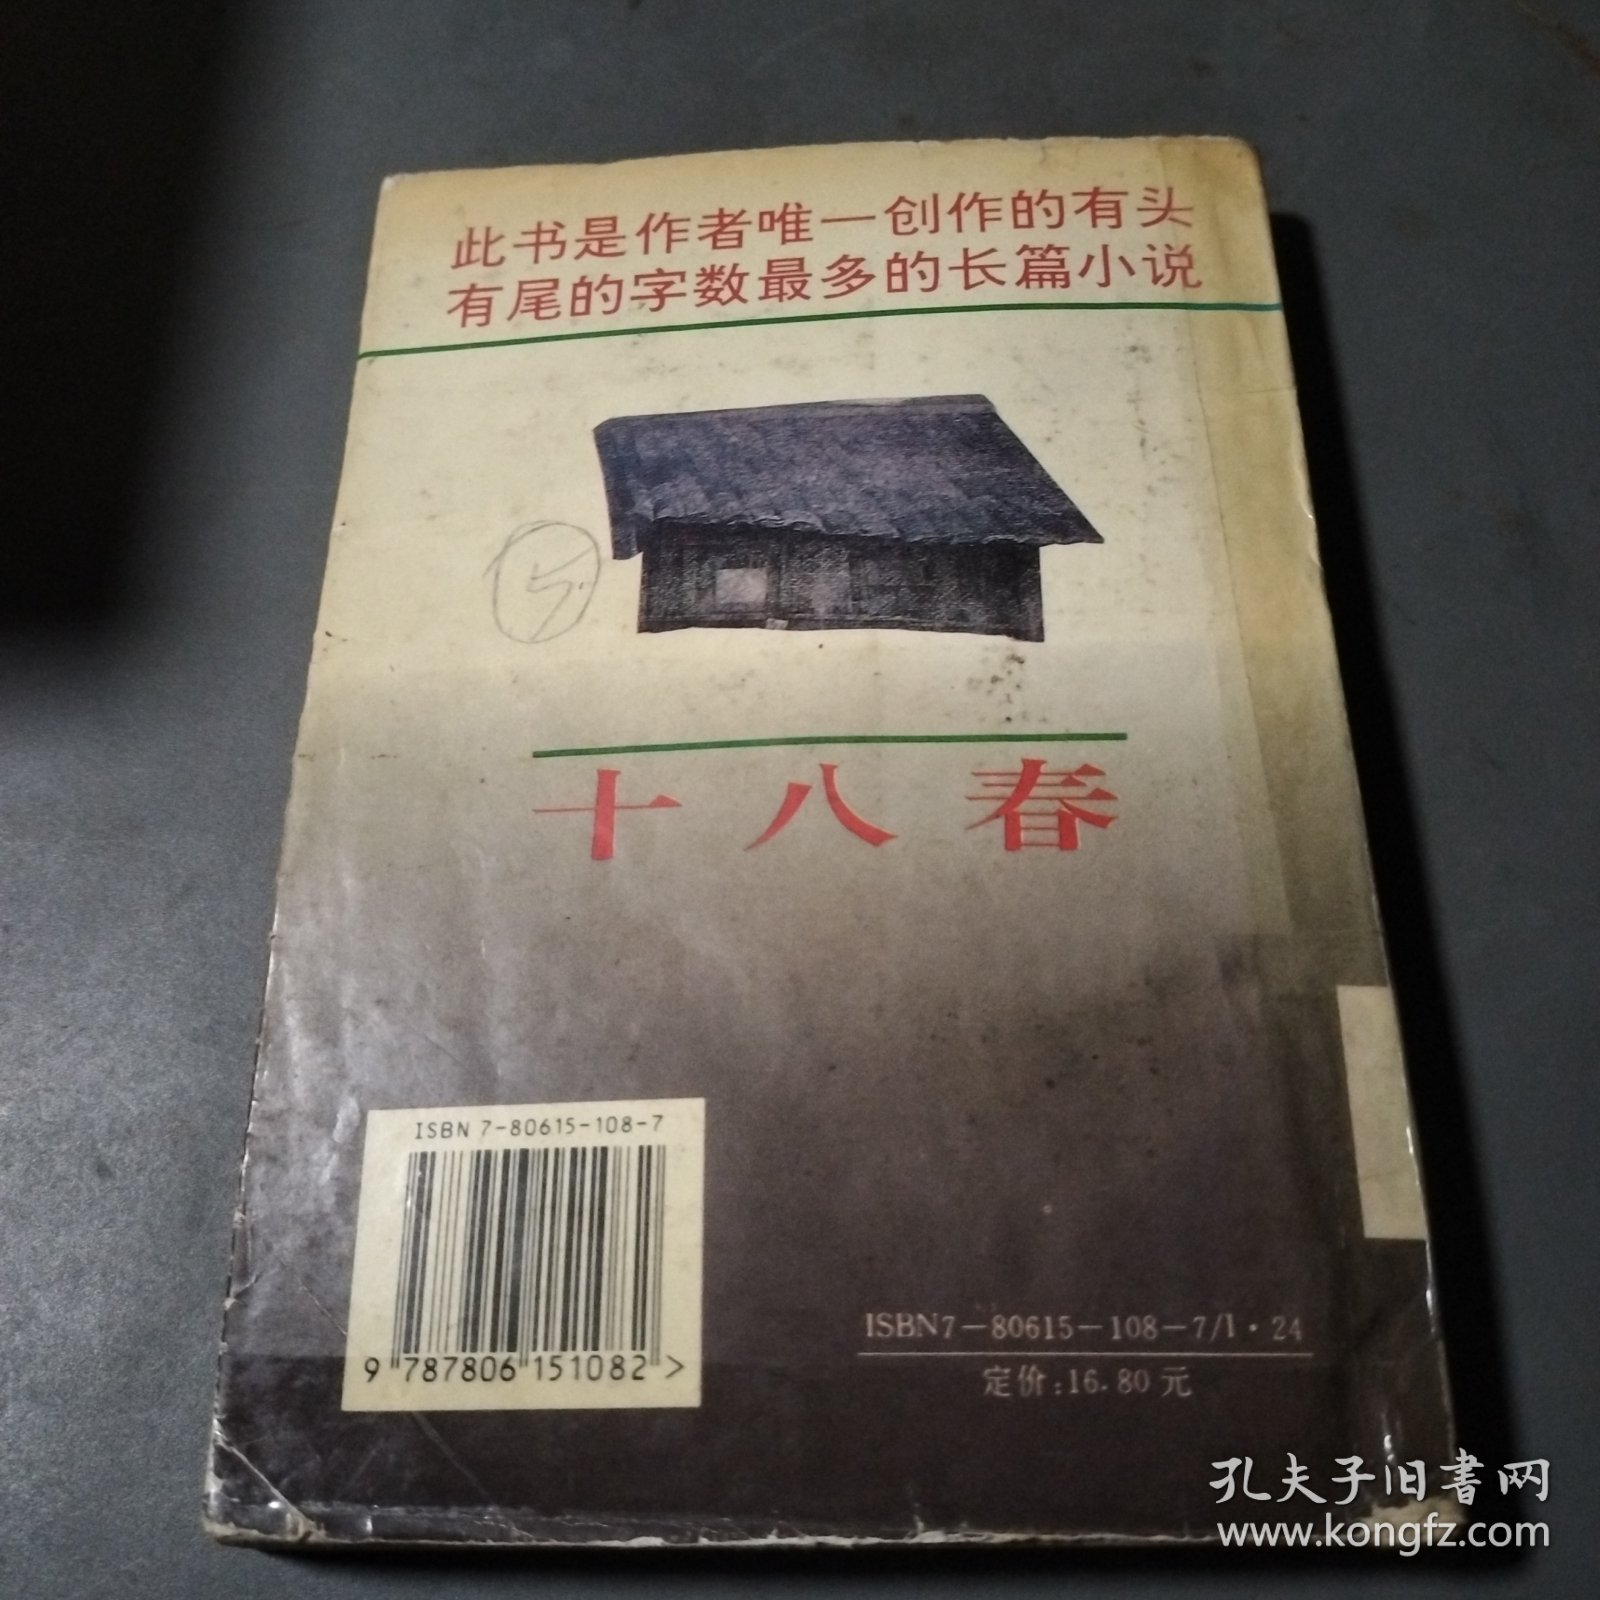 此书是作者唯一创作的有头
有尾的字数最多的长篇小说
5.
十八春
ISBN 7-80615-108-7
9 787806 151082 >
ISBN7-80615-108-7/I·24
定价:16.80元
孔夫子旧書网
www.kongfz.com